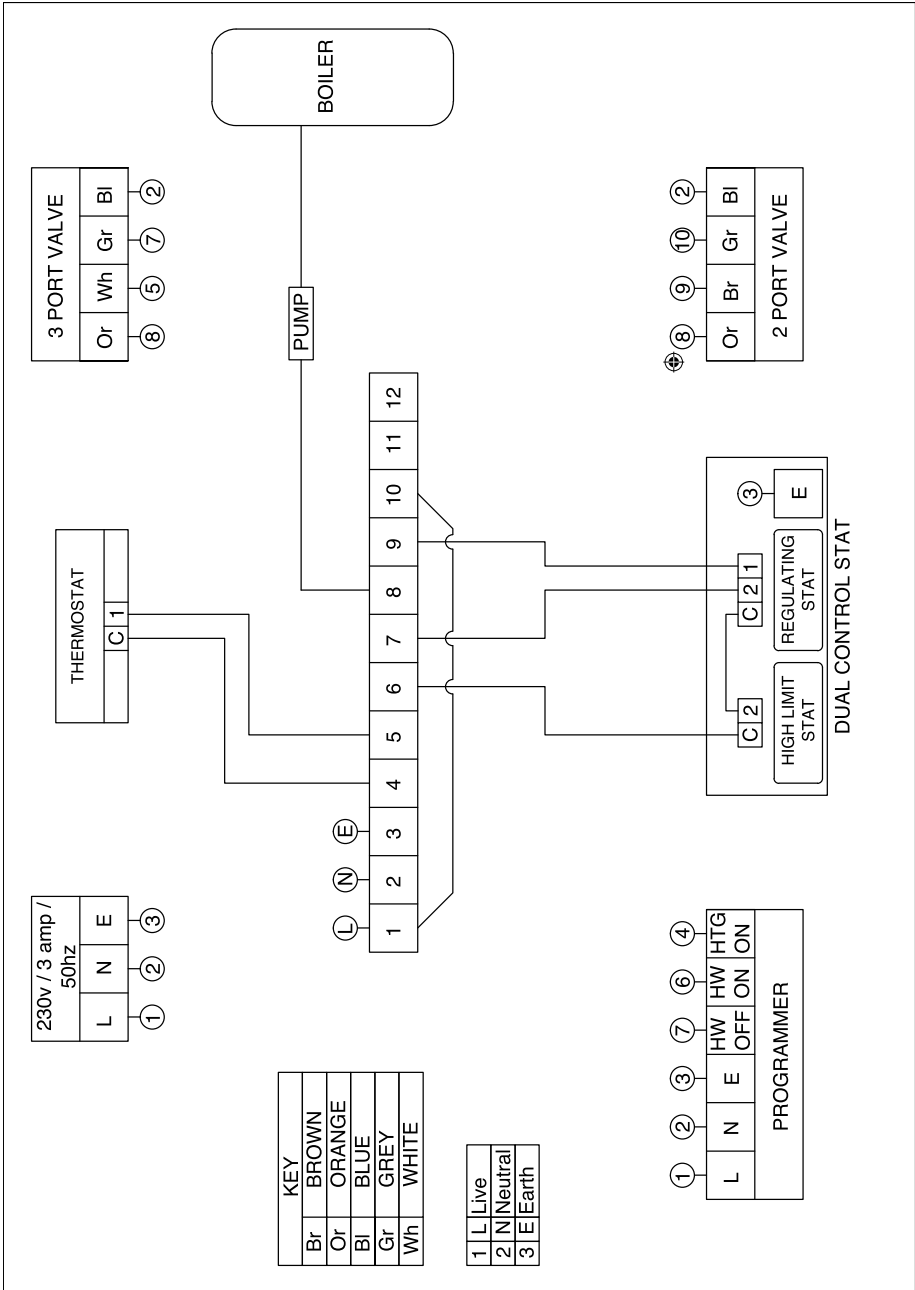 230v / 3 amp /
50hz
L N E
1 2 3
THERMOSTAT
C 1
3 PORT VALVE
Or Wh Gr Bl
8 5 7 2
BOILER
PUMP
L N E
1 2 3 4 5 6 7 8 9 10 11 12
KEY
Br BROWN
Or ORANGE
Bl BLUE
Gr GREY
Wh WHITE
1 L Live
2 N Neutral
3 E Earth
1 2 3 7 6 4
L N E HW OFF HW ON HTG ON
PROGRAMMER
C 2 C 2 1
3
E
HIGH LIMIT
STAT
REGULATING
STAT
DUAL CONTROL STAT
8 9 10 2
Or Br Gr Bl
2 PORT VALVE